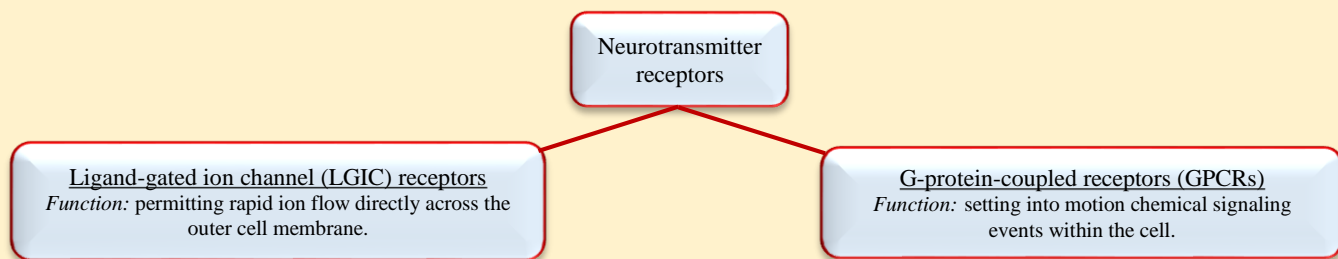 Neurotransmitter
receptors
Ligand-gated ion channel (LGIC) receptors
Function: permitting rapid ion flow directly across the
outer cell membrane.
G-protein-coupled receptors (GPCRs)
Function: setting into motion chemical signaling
events within the cell.